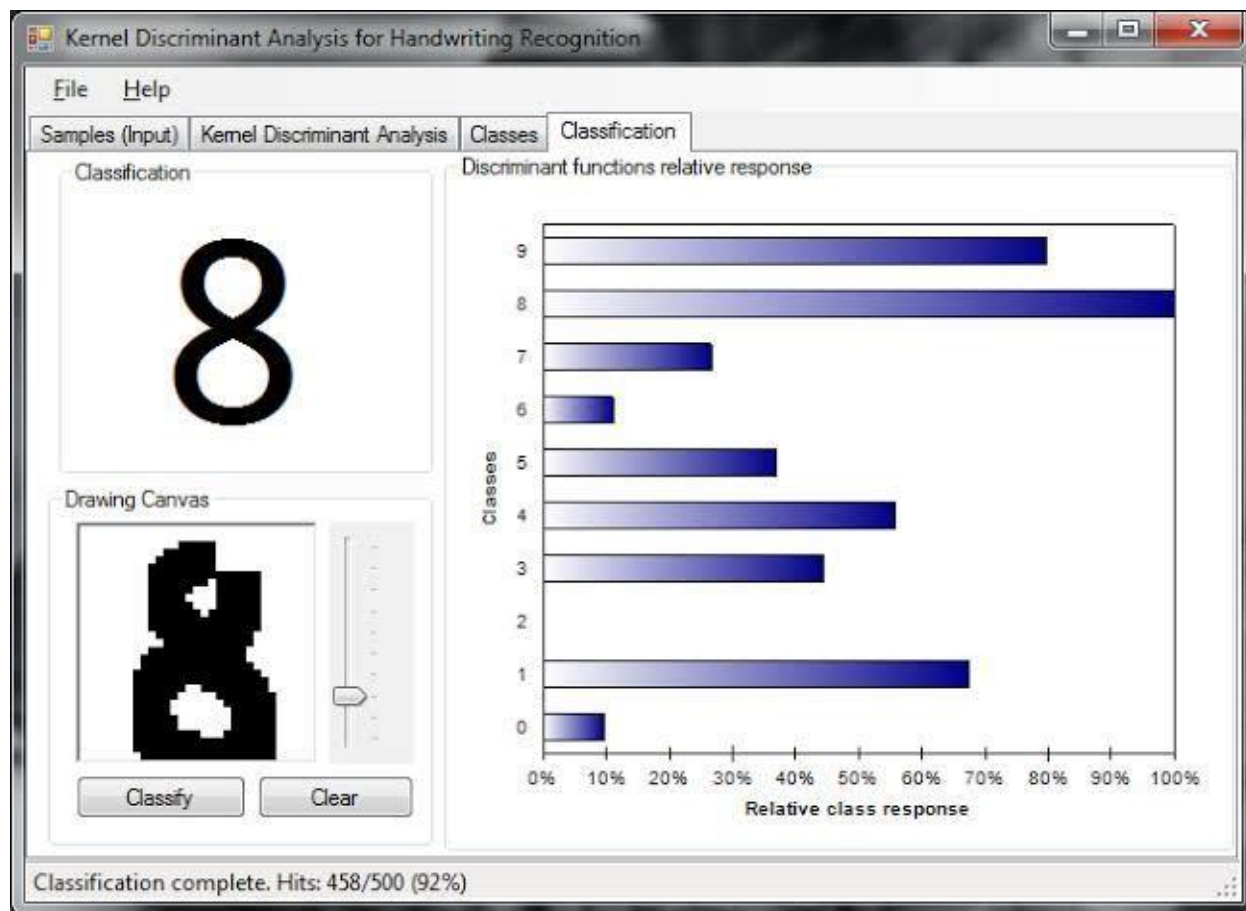 Kernel Discriminant Analysis for Handwriting Recognition
File Help
Samples (Input) Kernel Discriminant Analysis Classes Classification
Classification
8
Drawing Canvas
8
Classify Clear
Discriminant functions relative response
Classes
9
8
7
6
5
4
3
2
1
0
0% 10% 20% 30% 40% 50% 60% 70% 80% 90% 100%
Relative class response
Classification complete. Hits: 458/500 (92%)